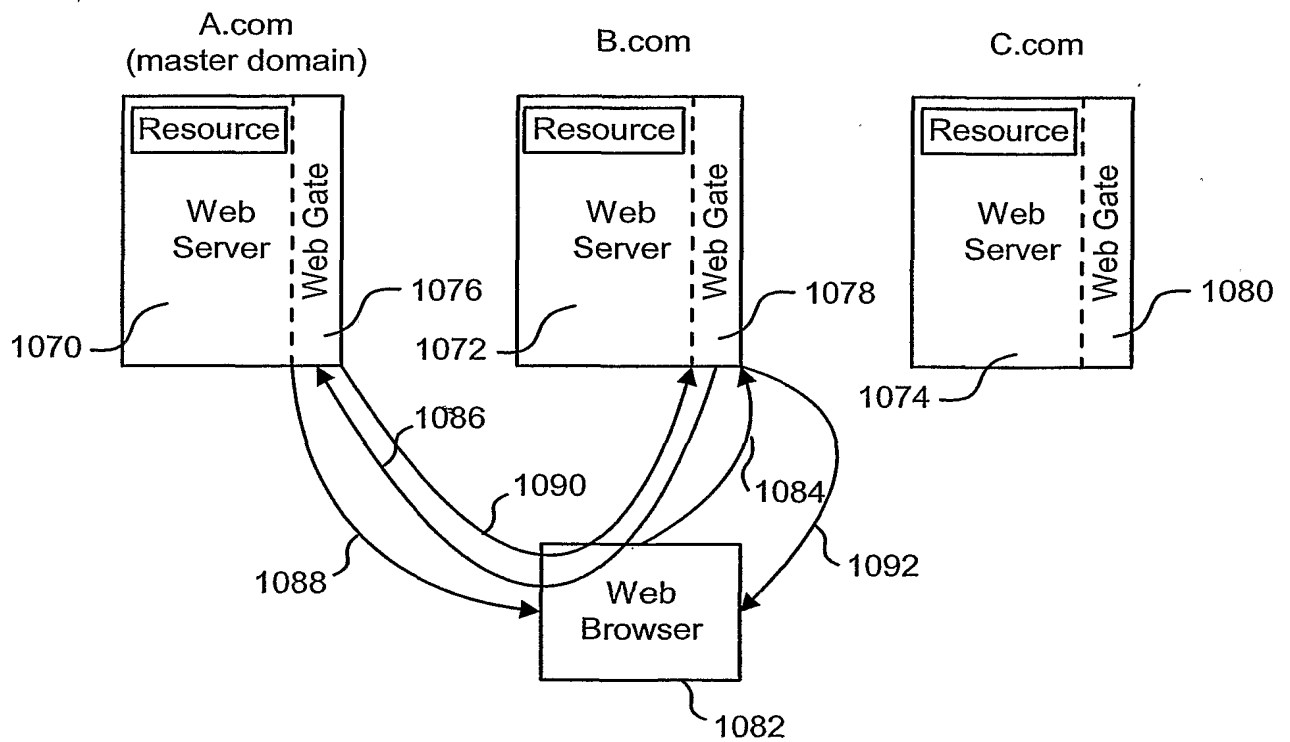 A.com
(master domain)
B.com
C.com
Resource
Web
Server
Web Gate
Resource
Web
Server
Web Gate
Resource
Web
Server
Web Gate
1070
1076
1072
1078
1074
1080
1086
1090
1084
1088
1092
Web
Browser
1082